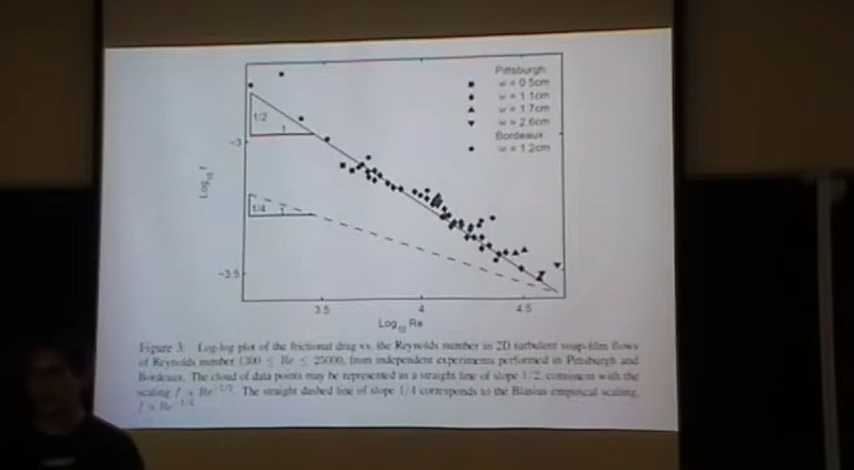 Pittsburgh
w = 0.5cm
w = 1.1cm
w = 1.7cm
w = 2.6cm
Bordeaux
w = 1.2cm
1/2
1
-3
Log10 f
1/4
1
-3.5
3.5
4
4.5
Log10 Re
Figure 3: Log-log plot of the frictional drag vs. the Reynolds number in 2D turbulent soap-film flows
of Reynolds number 1300 ≤ Re ≤ 25000, from independent experiments performed in Pittsburgh and
Bordeaux. The cloud of data points may be represented as a straight line of slope 1/2, consistent with the
scaling f ∝ Re^-1/2. The straight dashed line of slope 1/4 corresponds to the Blasius empirical scaling,
f ∝ Re^-1/4.